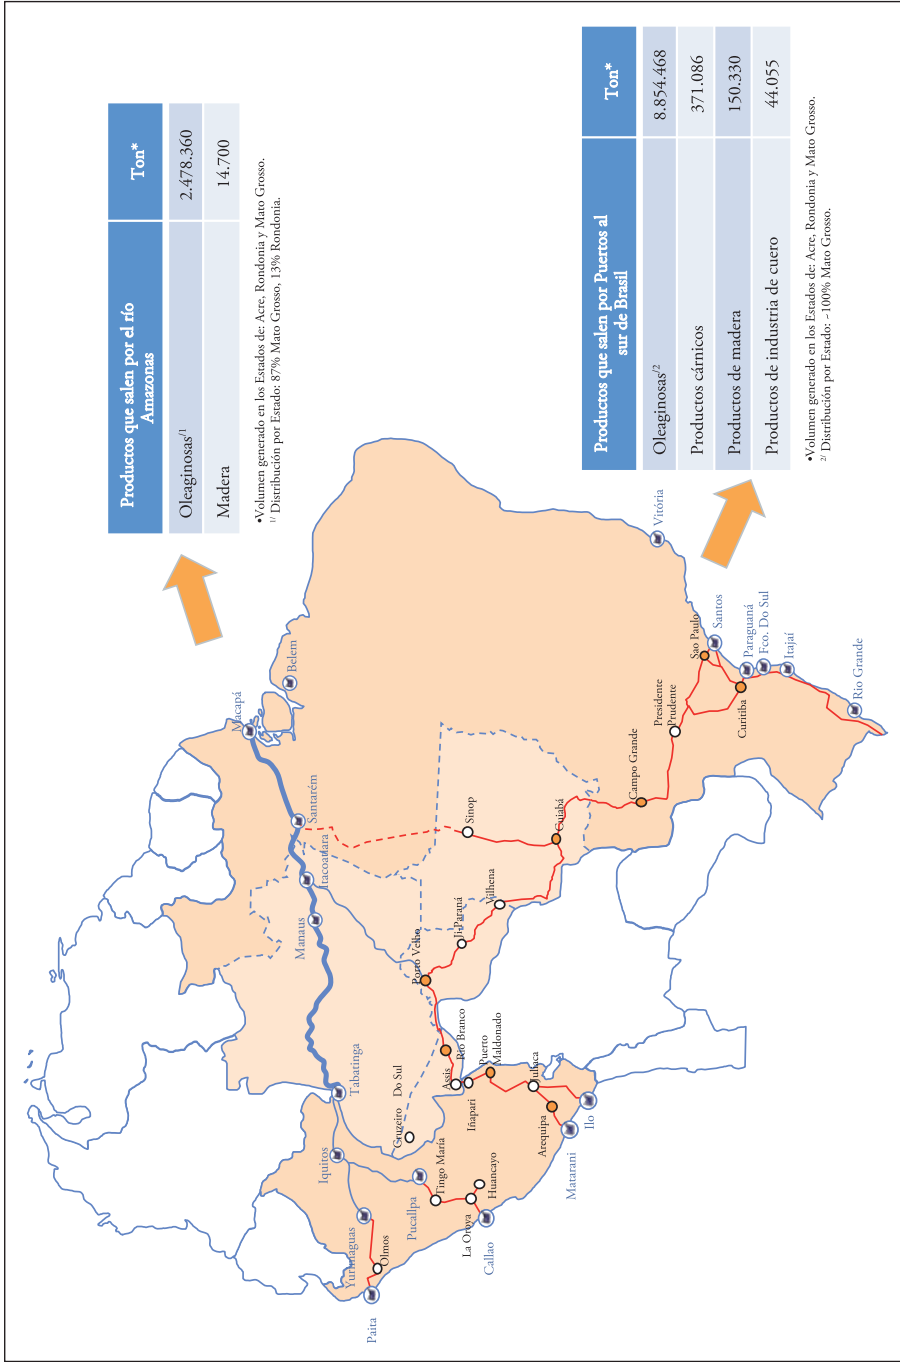 Productos que salen por el río
Amazonas
Ton*
Oleaginosas/1
2.478.360
Madera
14.700
•Volumen generado en los Estados de: Acre, Rondonia y Mato Grosso.
1/ Distribución por Estado: 87% Mato Grosso, 13% Rondonia.
Productos que salen por Puertos al
sur de Brasil
Ton*
Oleaginosas/2
8.854.468
Productos cárnicos
371.086
Productos de madera
150.330
Productos de industria de cuero
44.055
•Volumen generado en los Estados de: Acre, Rondonia y Mato Grosso.
2/ Distribución por Estado: ~100% Mato Grosso.
Macapá
Belem
Santarém
Itacoatiara
Manaus
Tabatinga
Iquitos
Yurimaguas
Paita
Olmos
Pucallpa
Tingo María
Cruzeiro Do Sul
La Oroya
Huancayo
Callao
Porto Velho
Ji-Paraná
Vilhena
Sinop
Cuiabá
Rio Branco
Assis
Iñapari
Puerto
Maldonado
Juliaca
Arequipa
Matarani
Ilo
Campo Grande
Presidente
Prudente
Sao Paulo
Santos
Vitória
Curitiba
Paraguaná
Fco. Do Sul
Itajaí
Rio Grande